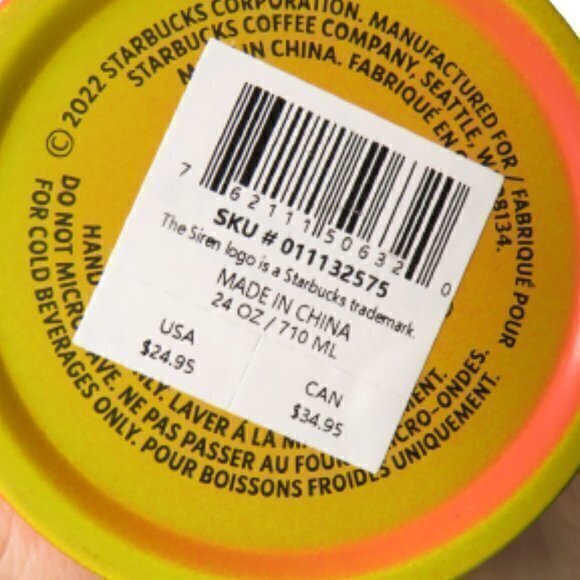 © 2022 STARBUCKS CORPORATION. MANUFACTURED FOR / FABRIQUÉ POUR
STARBUCKS COFFEE COMPANY, SEATTLE, 98134.
IN CHINA. FABRIQUÉ EN
7 62111 50632 0
SKU # 011132575
The Siren logo is a Starbucks trademark.
MADE IN CHINA
24 OZ / 710 ML
USA
$24.95
CAN
$34.95
HAND LAVER À LA
DO NOT NE PAS PASSER AU FOUR MICRO-ONDES.
FOR COLD BEVERAGES ONLY. POUR BOISSONS FROIDES UNIQUEMENT.